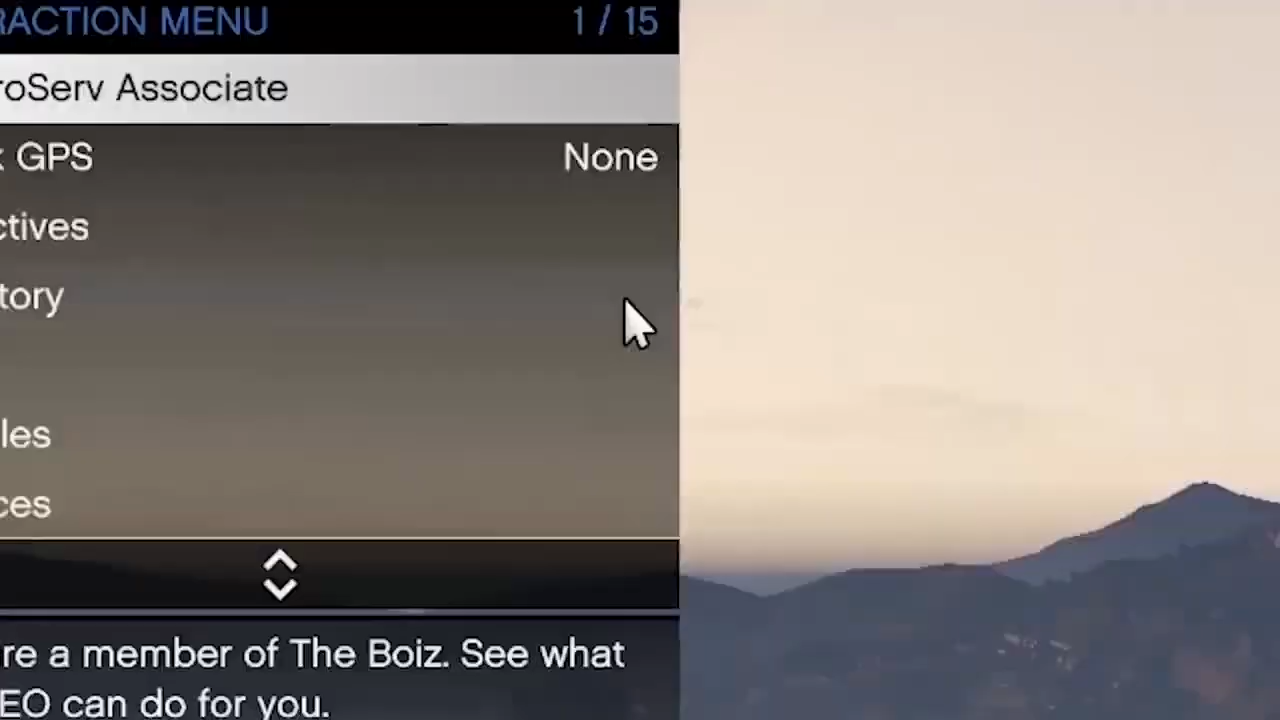 RACTION MENU 1 / 15
roServ Associate
GPS None
ctives
tory
les
ces
re a member of The Boiz. See what
EO can do for you.